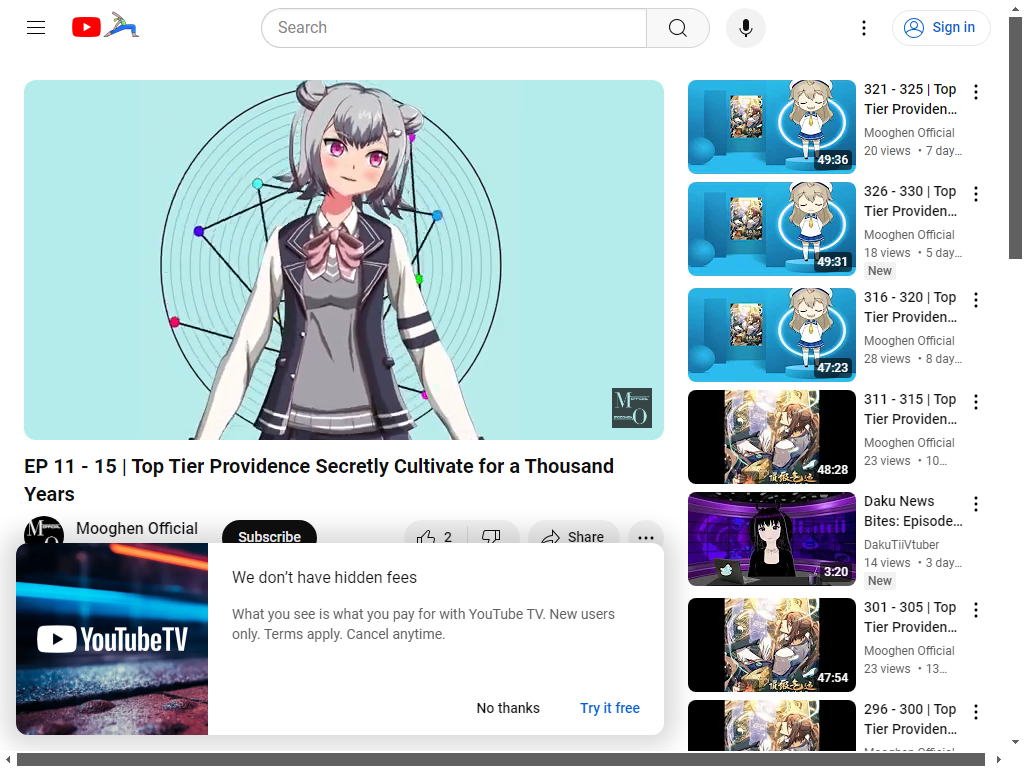 Search
Sign in
EP 11 - 15 | Top Tier Providence Secretly Cultivate for a Thousand
Years
Mooghen Official
Subscribe
2
Share
We don’t have hidden fees
What you see is what you pay for with YouTube TV. New users
only. Terms apply. Cancel anytime.
No thanks
Try it free
YouTubeTV
49:36
321 - 325 | Top
Tier Providen…
Mooghen Official
20 views • 7 day…
49:31
326 - 330 | Top
Tier Providen…
Mooghen Official
18 views • 5 day…
New
47:23
316 - 320 | Top
Tier Providen…
Mooghen Official
28 views • 8 day…
48:28
311 - 315 | Top
Tier Providen…
Mooghen Official
23 views • 10…
3:20
Daku News
Bites: Episode…
DakuTiiVtuber
14 views • 3 day…
New
47:54
301 - 305 | Top
Tier Providen…
Mooghen Official
23 views • 13…
296 - 300 | Top
Tier Providen…